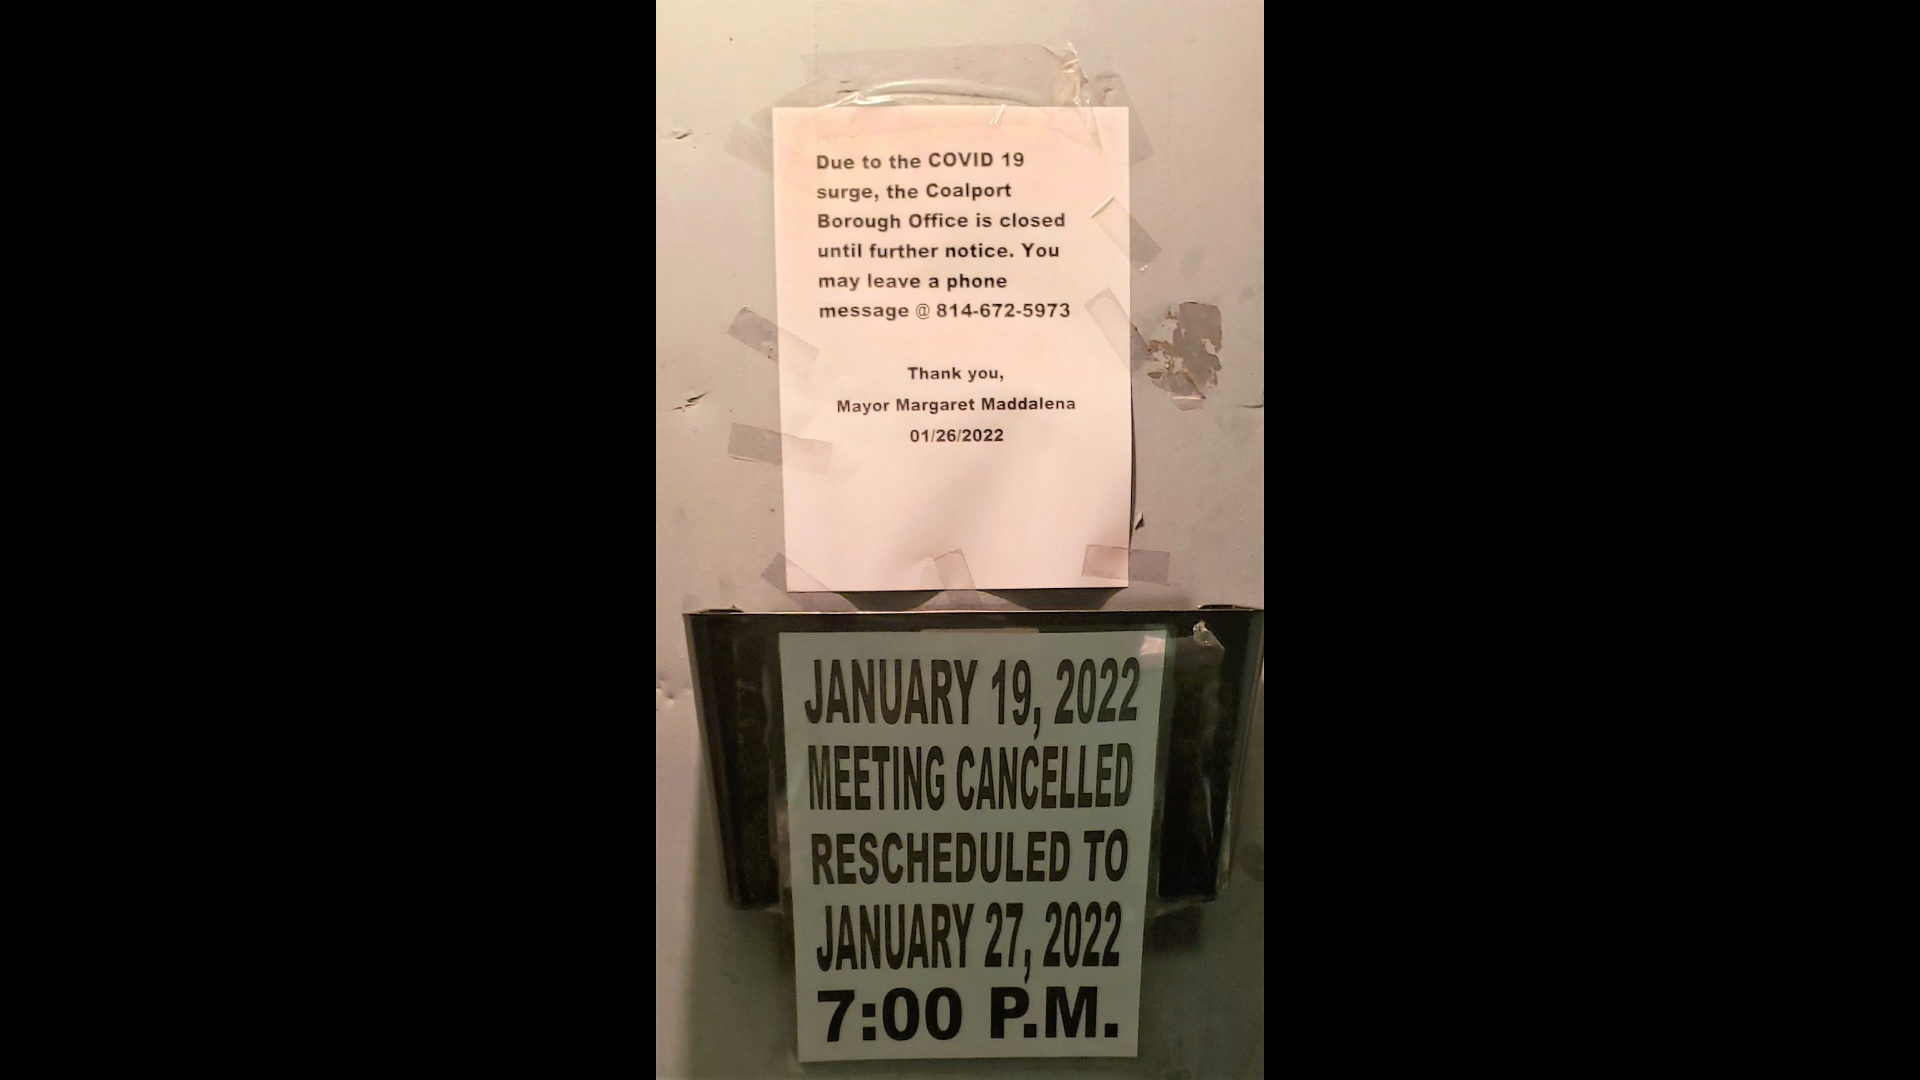 Due to the COVID 19
surge, the Coalport
Borough Office is closed
until further notice. You
may leave a phone
message @ 814-672-5973
Thank you,
Mayor Margaret Maddalena
01/26/2022
JANUARY 19, 2022
MEETING CANCELLED
RESCHEDULED TO
JANUARY 27, 2022
7:00 P.M.